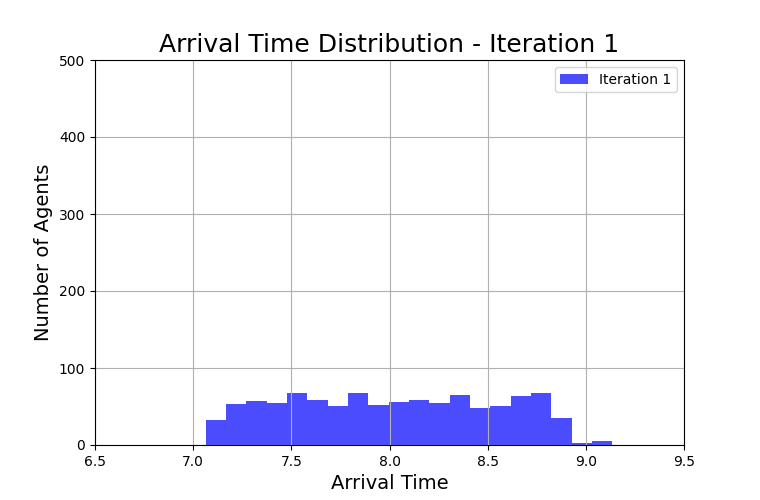 Arrival Time Distribution - Iteration 1
500
Iteration 1
400
300
200
100
0
Number of Agents
6.5 7.0 7.5 8.0 8.5 9.0 9.5
Arrival Time